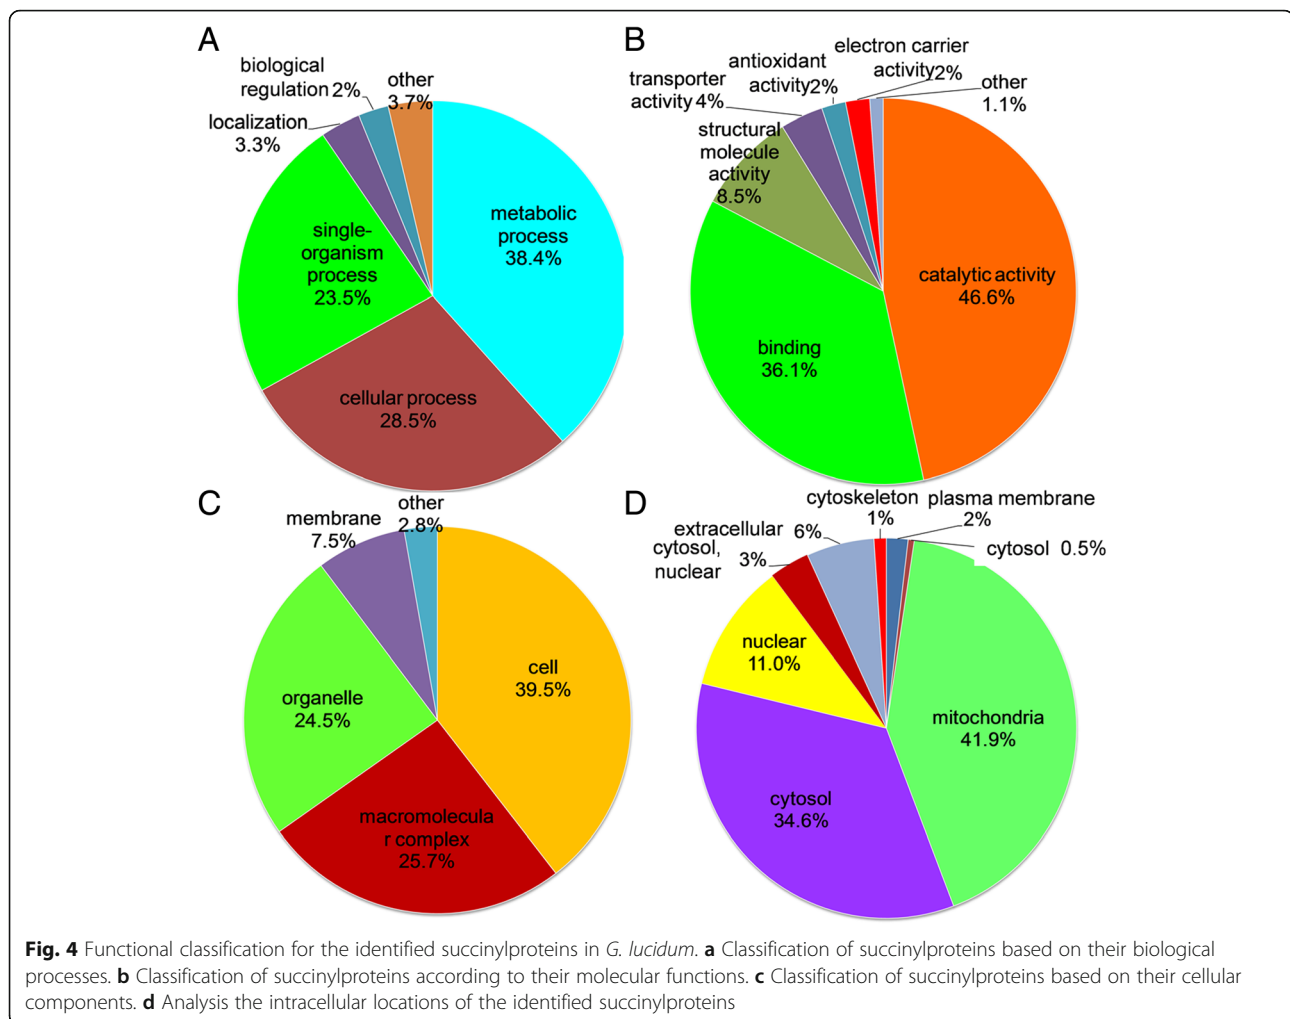 A
biological
regulation 2%
other
3.7%
localization
3.3%
metabolic
process
38.4%
single-
organism
process
23.5%
cellular process
28.5%
B
electron carrier
activity2%
antioxidant
activity2%
transporter
activity 4%
other
1.1%
structural
molecule
activity
8.5%
catalytic activity
46.6%
binding
36.1%
C
other
2.8%
membrane
7.5%
cell
39.5%
organelle
24.5%
macromolecula
r complex
25.7%
D
cytoskeleton
1%
plasma membrane
2%
extracellular
6%
cytosol 0.5%
cytosol,
nuclear
3%
nuclear
11.0%
mitochondria
41.9%
cytosol
34.6%
Fig. 4 Functional classification for the identified succinylproteins in G. lucidum. a Classification of succinylproteins based on their biological
processes. b Classification of succinylproteins according to their molecular functions. c Classification of succinylproteins based on their cellular
components. d Analysis the intracellular locations of the identified succinylproteins